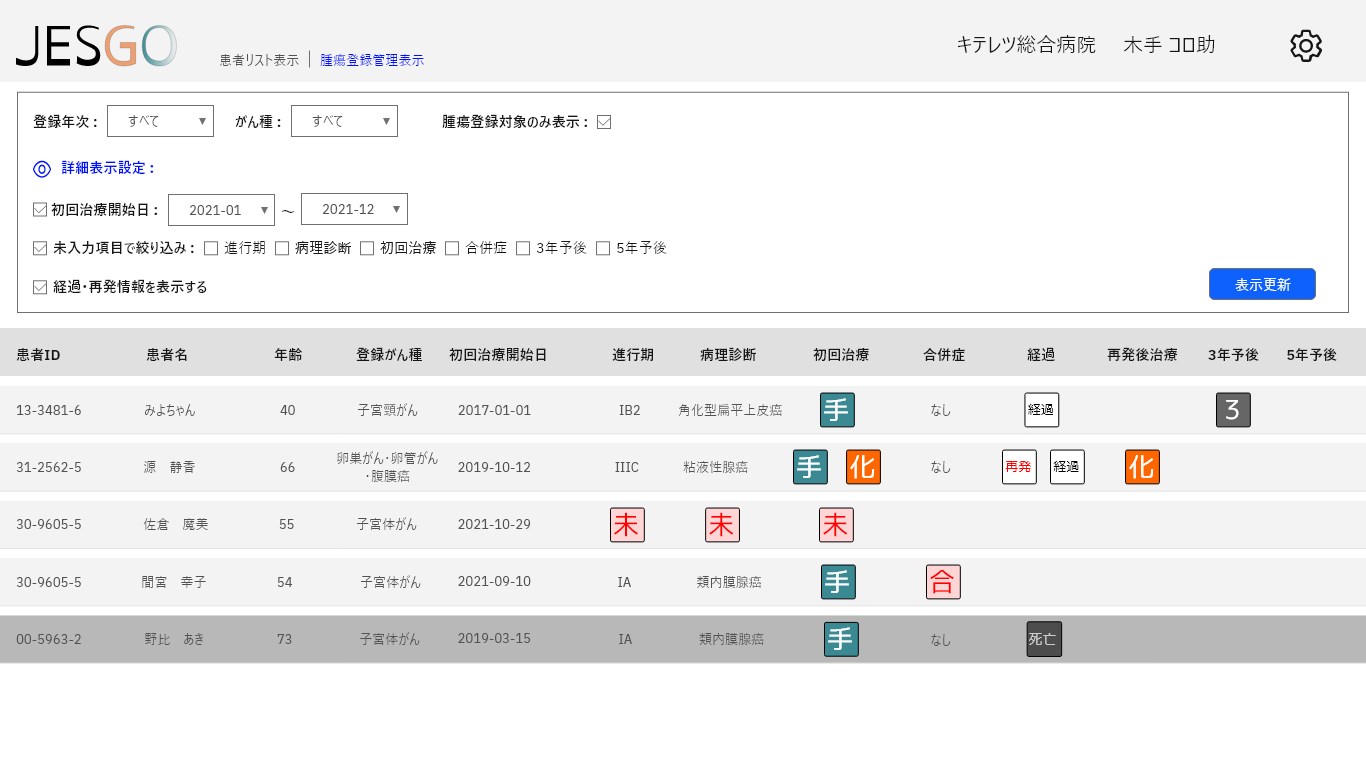 JESGO
患者リスト表示 | 腫瘍登録管理表示
キテレツ総合病院 木手 コロ助
登録年次： すべて ▼ がん種： すべて ▼ 腫瘍登録対象のみ表示：
詳細表示設定：
初回治療開始日： 2021-01 ▼ ～ 2021-12 ▼
未入力項目で絞り込み： 進行期 病理診断 初回治療 合併症 3年予後 5年予後
経過・再発情報を表示する
表示更新
患者ID 患者名 年齢 登録がん種 初回治療開始日 進行期 病理診断 初回治療 合併症 経過 再発後治療 3年予後 5年予後
13-3481-6 みよちゃん 40 子宮頸がん 2017-01-01 IB2 角化型扁平上皮癌 手 なし 経過 3
31-2562-5 源　静香 66 卵巣がん・卵管がん 2019-10-12 IIIC 粘液性腺癌 手 化 なし 再発 経過 化
・腹膜癌
30-9605-5 佐倉　魔美 55 子宮体がん 2021-10-29 未 未 未
30-9605-5 間宮　幸子 54 子宮体がん 2021-09-10 IA 類内膜腺癌 手 合
00-5963-2 野比　あき 73 子宮体がん 2019-03-15 IA 類内膜腺癌 手 なし 死亡